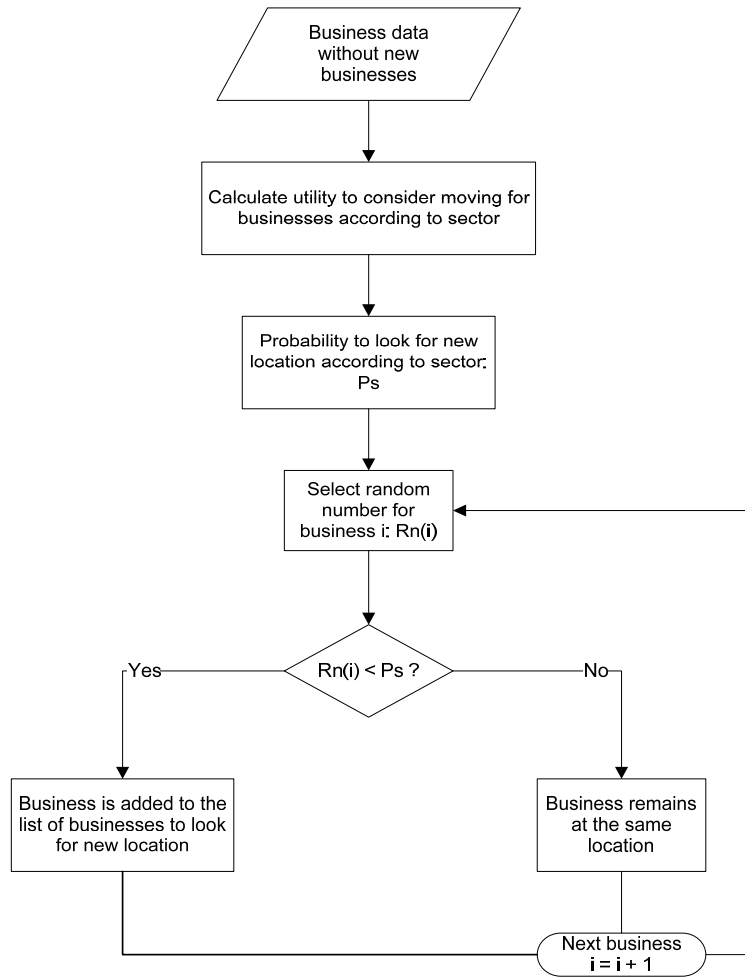 Business data
without new
businesses
Calculate utility to consider moving for
businesses according to sector
Probability to look for new
location according to sector:
Ps
Select random
number for
business i: Rn(i)
Rn(i) < Ps ?
Yes
No
Business is added to the
list of businesses to look
for new location
Business remains
at the same
location
Next business
i = i + 1